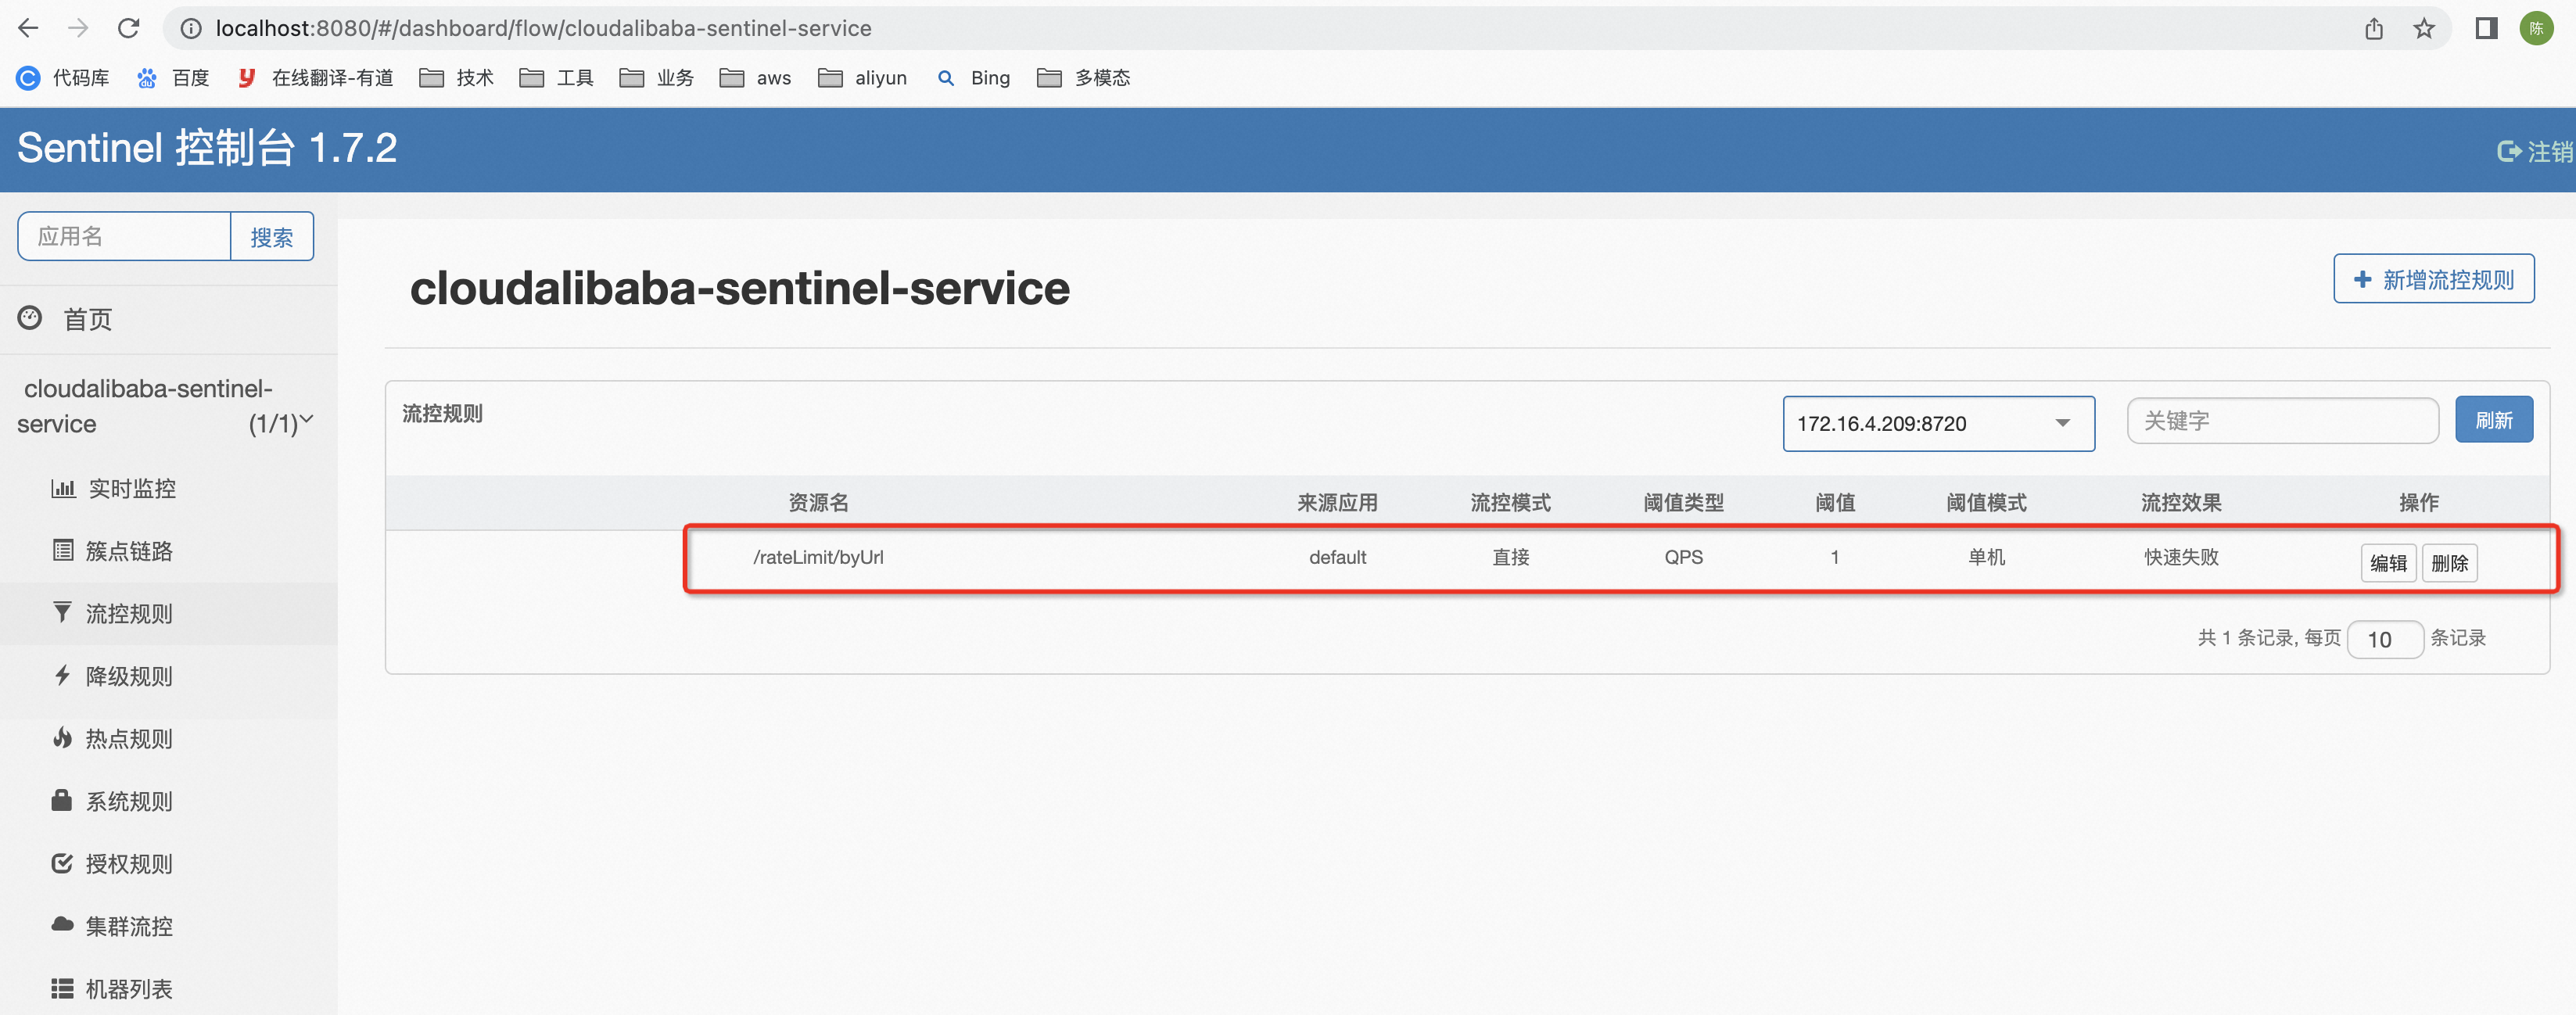 localhost:8080/#/dashboard/flow/cloudalibaba-sentinel-service
陈
代码库 百度 在线翻译-有道 技术 工具 业务 aws aliyun Bing 多模态
Sentinel 控制台 1.7.2
注销
应用名 搜索
首页
cloudalibaba-sentinel-
service (1/1)
实时监控
簇点链路
流控规则
降级规则
热点规则
系统规则
授权规则
集群流控
机器列表
cloudalibaba-sentinel-service
新增流控规则
流控规则
172.16.4.209:8720 关键字 刷新
资源名 来源应用 流控模式 阈值类型 阈值 阈值模式 流控效果 操作
/rateLimit/byUrl default 直接 QPS 1 单机 快速失败 编辑 删除
共 1 条记录, 每页 10 条记录